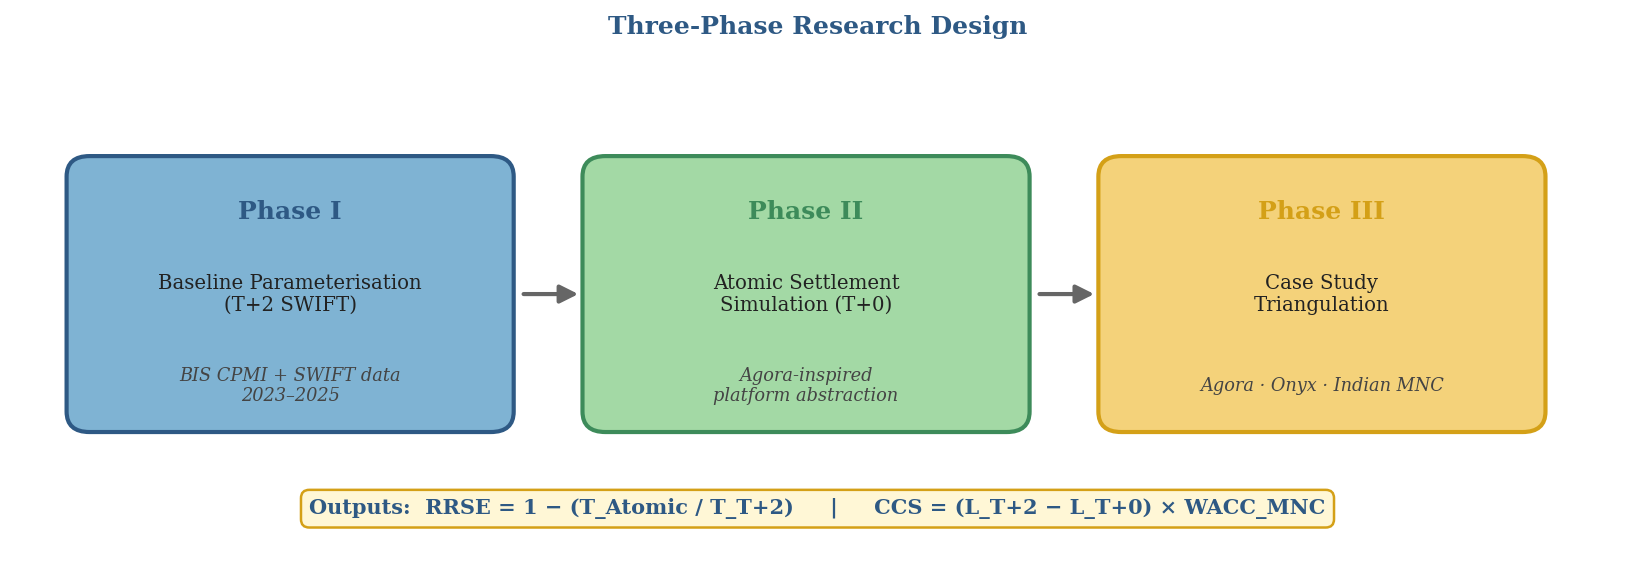 Three-Phase Research Design
Phase I
Baseline Parameterisation
(T+2 SWIFT)
BIS CPMI + SWIFT data
2023–2025
Phase II
Atomic Settlement
Simulation (T+0)
Agora-inspired
platform abstraction
Phase III
Case Study
Triangulation
Agora · Onyx · Indian MNC
Outputs:  RRSE = 1 − (T_Atomic / T_T+2)     |     CCS = (L_T+2 − L_T+0) × WACC_MNC